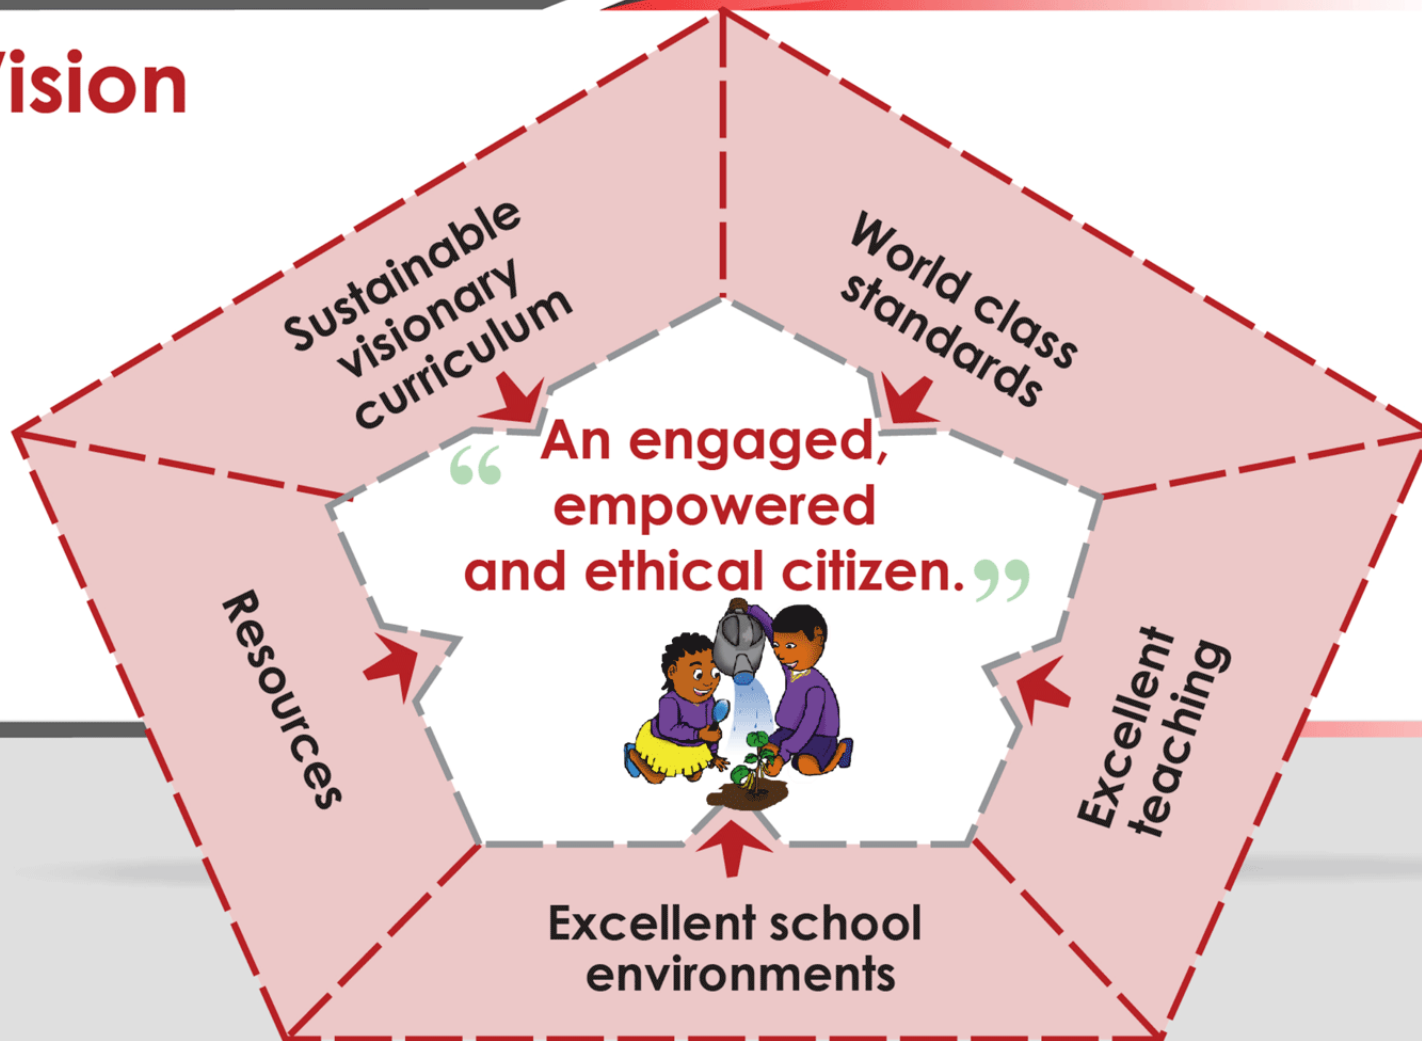 Vision
Sustainable
visionary
curriculum
World class
standards
“An engaged,
empowered
and ethical citizen.”
Resources
Excellent
teaching
Excellent school
environments